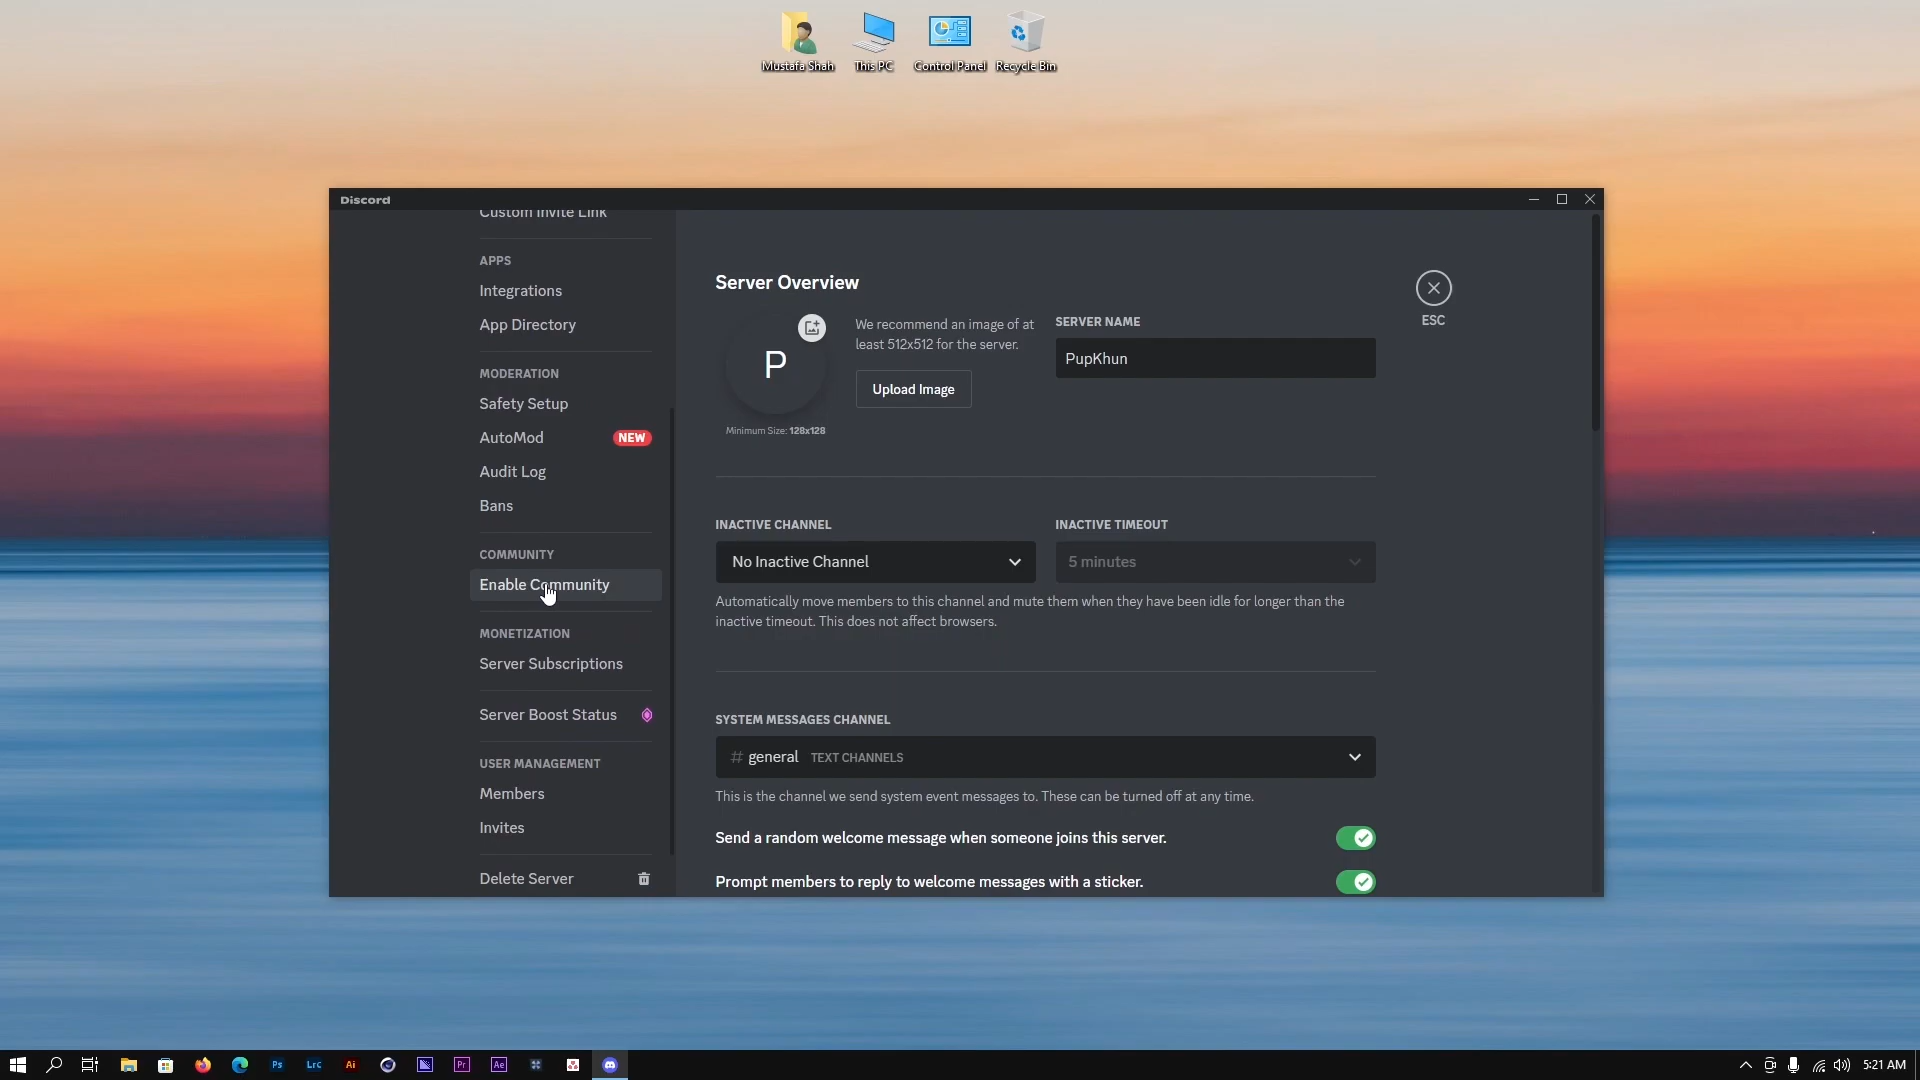 Mustafa Shah
This PC
Control Panel
Recycle Bin
Discord
Custom Invite Link
APPS
Integrations
App Directory
MODERATION
Safety Setup
AutoMod NEW
Audit Log
Bans
COMMUNITY
Enable Community
MONETIZATION
Server Subscriptions
Server Boost Status
USER MANAGEMENT
Members
Invites
Delete Server
Server Overview
P
Minimum Size: 128x128
We recommend an image of at
least 512x512 for the server.
Upload Image
SERVER NAME
PupKhun
ESC
INACTIVE CHANNEL
No Inactive Channel
INACTIVE TIMEOUT
5 minutes
Automatically move members to this channel and mute them when they have been idle for longer than the
inactive timeout. This does not affect browsers.
SYSTEM MESSAGES CHANNEL
# general TEXT CHANNELS
This is the channel we send system event messages to. These can be turned off at any time.
Send a random welcome message when someone joins this server.
Prompt members to reply to welcome messages with a sticker.
Ps
Lrc
Ai
Pr
Ae
5:21 AM